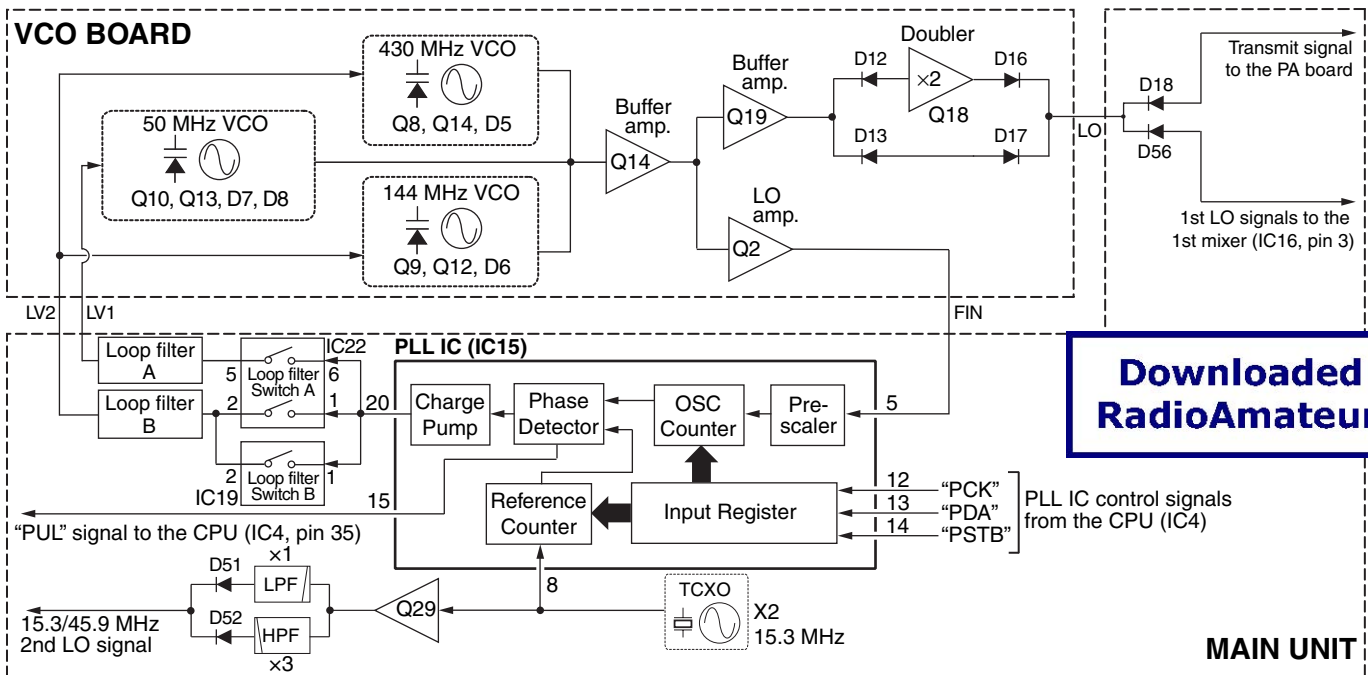 VCO BOARD
430 MHz VCO
Q8, Q14, D5
50 MHz VCO
Q10, Q13, D7, D8
144 MHz VCO
Q9, Q12, D6
Buffer
amp.
Q14
Buffer
amp.
Q19
LO
amp.
Q2
Doubler
D12
×2
D16
Q18
D13
D17
LO
D18
D56
Transmit signal
to the PA board
1st LO signals to the
1st mixer (IC16, pin 3)
LV2
LV1
FIN
Loop filter
A
Loop filter
B
IC22
5
Loop filter
Switch A
6
2
1
2
Loop filter
Switch B
1
IC19
PLL IC (IC15)
20
Charge
Pump
Phase
Detector
OSC
Counter
Pre-
scaler
5
15
Reference
Counter
Input Register
12
"PCK"
13
"PDA"
14
"PSTB"
PLL IC control signals
from the CPU (IC4)
8
"PUL" signal to the CPU (IC4, pin 35)
D51
×1
LPF
D52
HPF
×3
Q29
15.3/45.9 MHz
2nd LO signal
TCXO
X2
15.3 MHz
MAIN UNIT
Downloaded
RadioAmateur